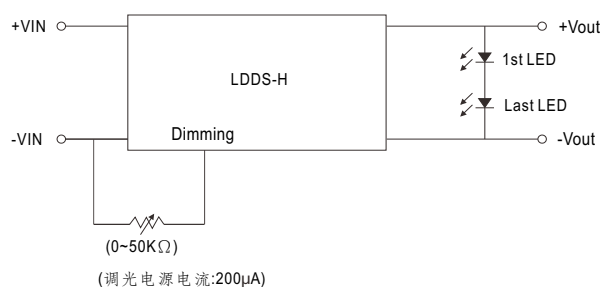 +VIN
+Vout
1st LED
LDDS-H
Last LED
-VIN
Dimming
-Vout
(0~50KΩ)
(调光电源电流:200µA)